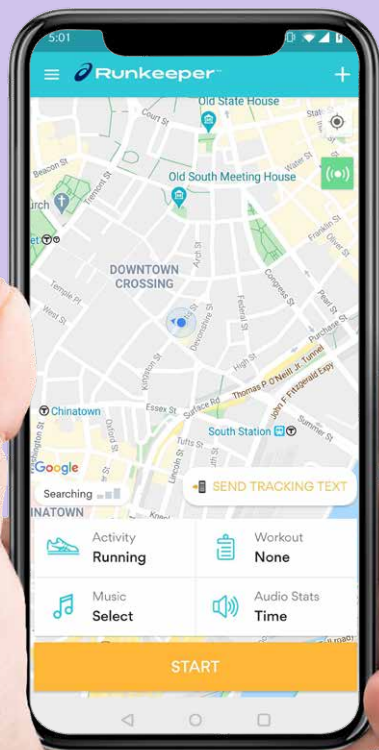 5:01
Runkeeper
Old State House
Court St
State
Beacon St
Tremont St
Water St
Old South Meeting House
Franklin St
Oliver St
Arch St
DOWNTOWN
CROSSING
Congress St
Pearl St
Temple Pl
West St
Devonshire St
Federal St
Purchase St
Kingston St
High St
Thomas P O'Neill Jr. Tunnel
John F Fitzgerald Expy
Chinatown
Essex St
Surface Rd
Summer St
South Station
Washington St
Oxford St
Tufts St
Lincoln St
Google
Searching
SEND TRACKING TEXT
INATOWN
Activity
Running
Workout
None
Music
Select
Audio Stats
Time
START